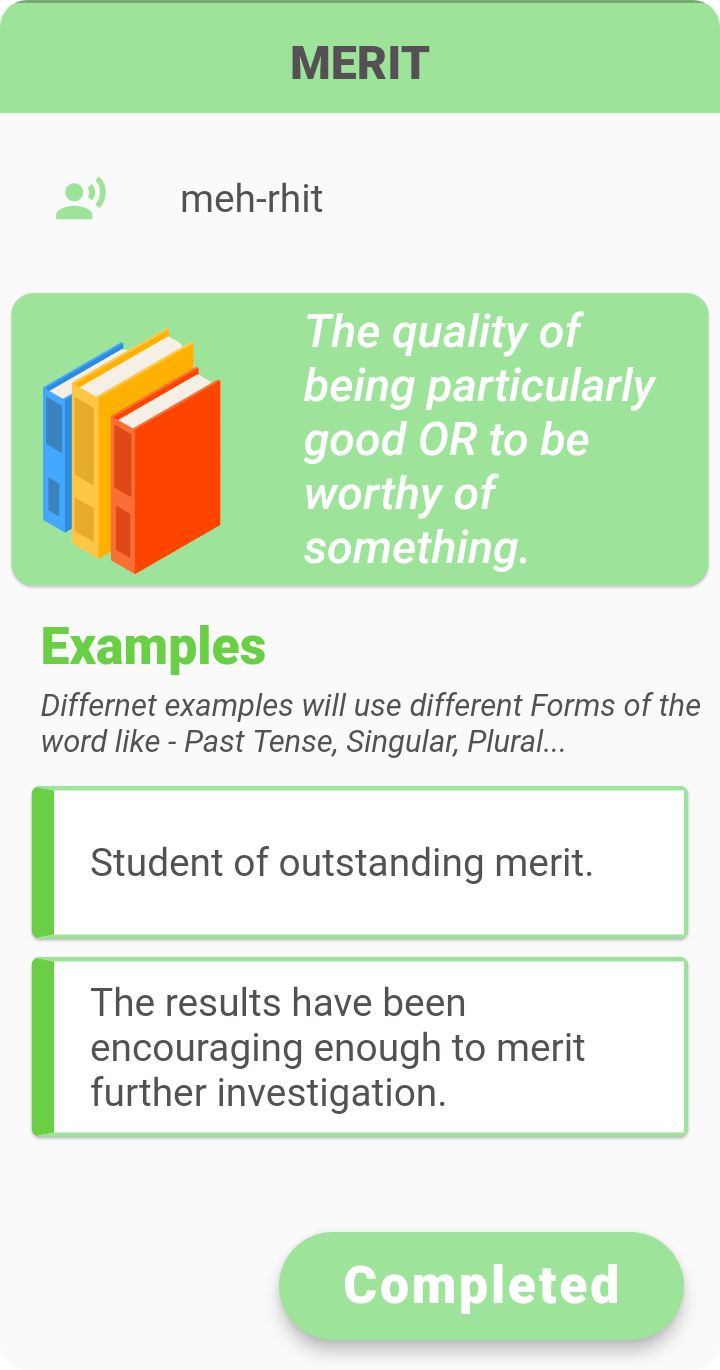 MERIT
meh-rhit
The quality of
being particularly
good OR to be
worthy of
something.
Examples
Differnet examples will use different Forms of the
word like - Past Tense, Singular, Plural...
Student of outstanding merit.
The results have been
encouraging enough to merit
further investigation.
Completed